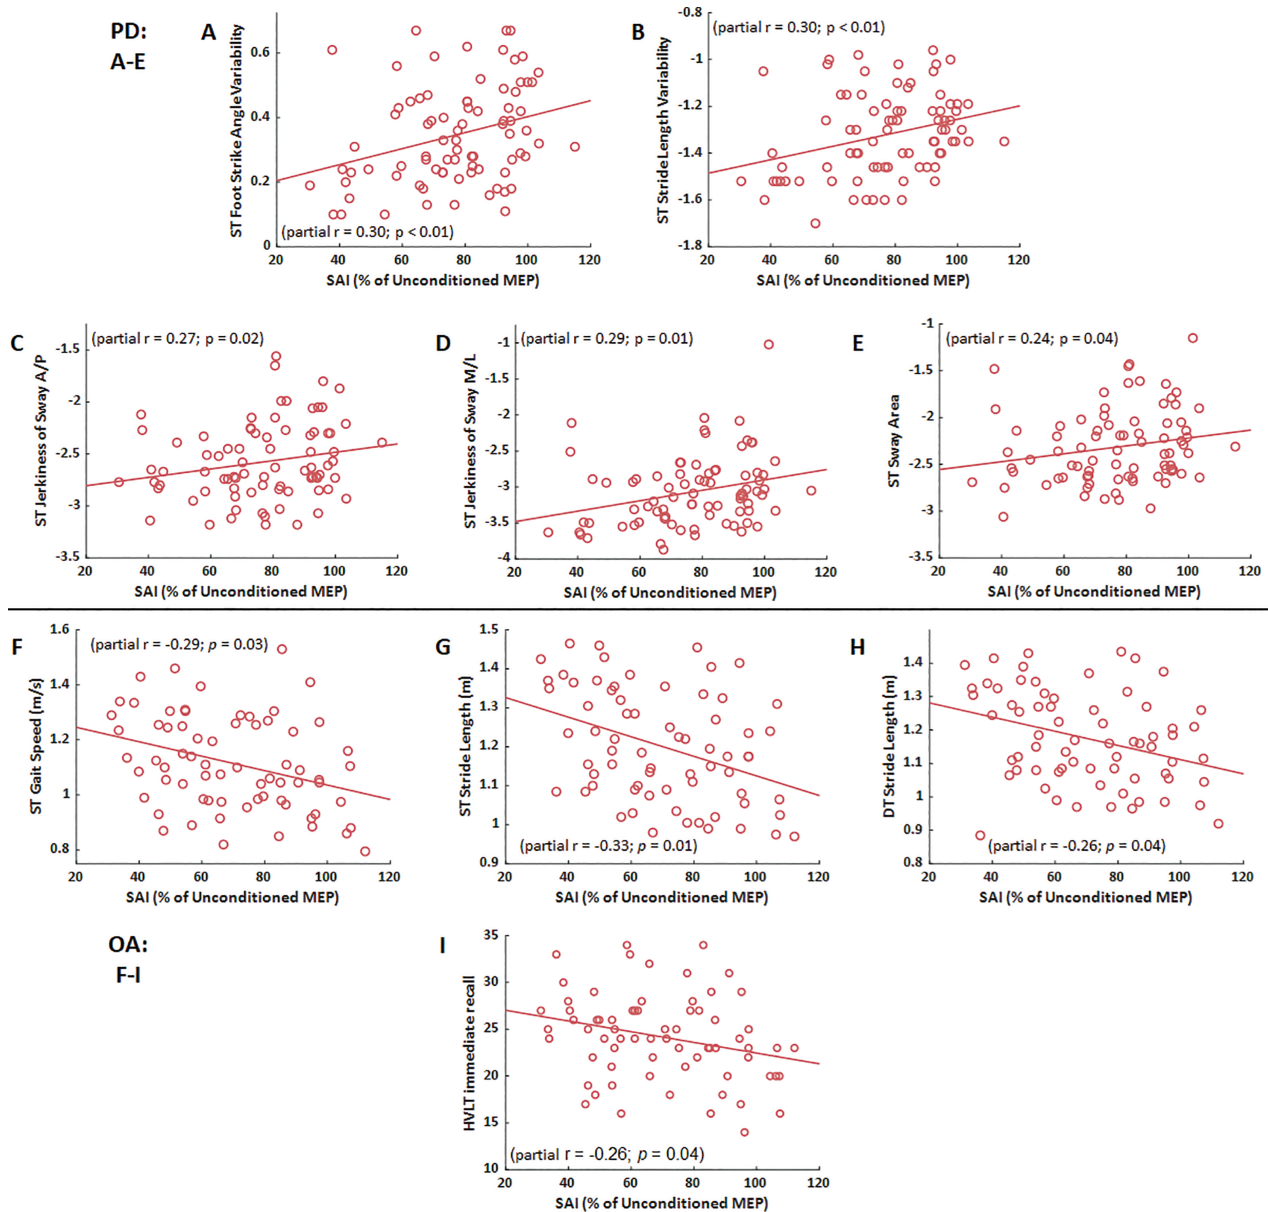 PD:
A-E
A
ST Foot Strike Angle Variability
0.6
0.4
0.2
0
(partial r = 0.30; p < 0.01)
20 40 60 80 100 120
SAI (% of Unconditioned MEP)
B
ST Stride Length Variability
-0.8
-1
-1.2
-1.4
-1.6
-1.8
(partial r = 0.30; p < 0.01)
20 40 60 80 100 120
SAI (% of Unconditioned MEP)
C
ST Jerkiness of Sway A/P
-1.5
-2
-2.5
-3
-3.5
(partial r = 0.27; p = 0.02)
20 40 60 80 100 120
SAI (% of Unconditioned MEP)
D
ST Jerkiness of Sway M/L
-1
-2
-2.5
-3
-3.5
-4
(partial r = 0.29; p = 0.01)
20 40 60 80 100 120
SAI (% of Unconditioned MEP)
E
ST Sway Area
-1
-1.5
-2
-2.5
-3
-3.5
(partial r = 0.24; p = 0.04)
20 40 60 80 100 120
SAI (% of Unconditioned MEP)
F
ST Gait Speed (m/s)
1.6
1.4
1.2
1
0.8
(partial r = -0.29; p = 0.03)
20 40 60 80 100 120
SAI (% of Unconditioned MEP)
G
ST Stride Length (m)
1.5
1.4
1.3
1.2
1.1
1
0.9
(partial r = -0.33; p = 0.01)
20 40 60 80 100 120
SAI (% of Unconditioned MEP)
H
DT Stride Length (m)
1.4
1.3
1.2
1.1
1
0.9
0.8
(partial r = -0.26; p = 0.04)
20 40 60 80 100 120
SAI (% of Unconditioned MEP)
OA:
F-I
I
HVLT immediate recall
35
30
25
20
15
10
(partial r = -0.26; p = 0.04)
20 40 60 80 100 120
SAI (% of Unconditioned MEP)